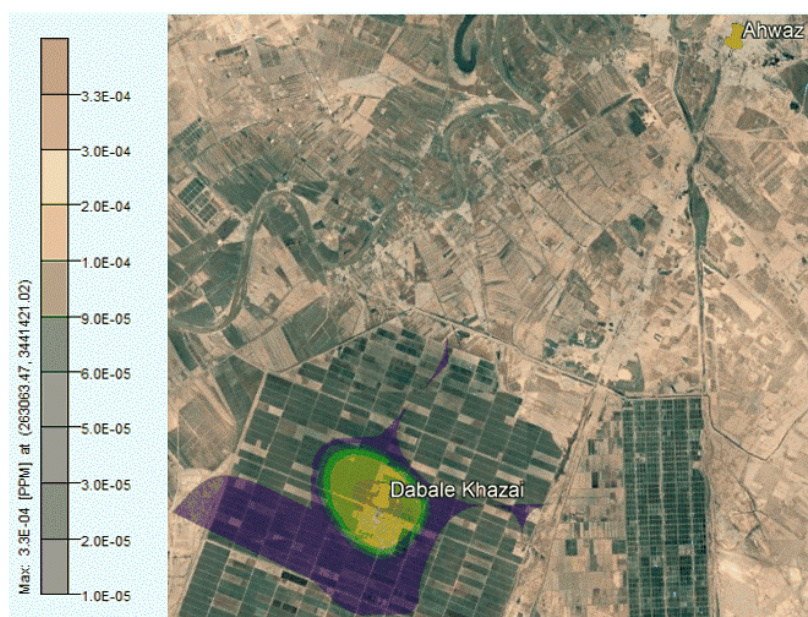 Max: 3.3E-04 [PPM] at (263063.47, 3441421.02)
3.3E-04
3.0E-04
2.0E-04
1.0E-04
9.0E-05
6.0E-05
5.0E-05
3.0E-05
2.0E-05
1.0E-05
Ahwaz
Dabale Khazai